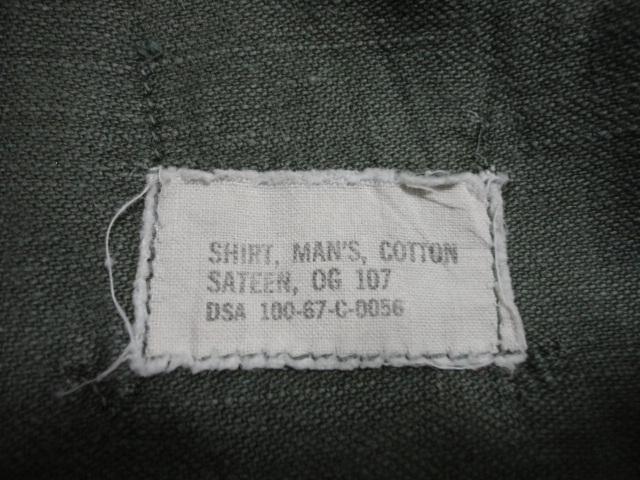 SHIRT, MAN'S, COTTON
SATEEN, OG 107
DSA 100-67-C-0056